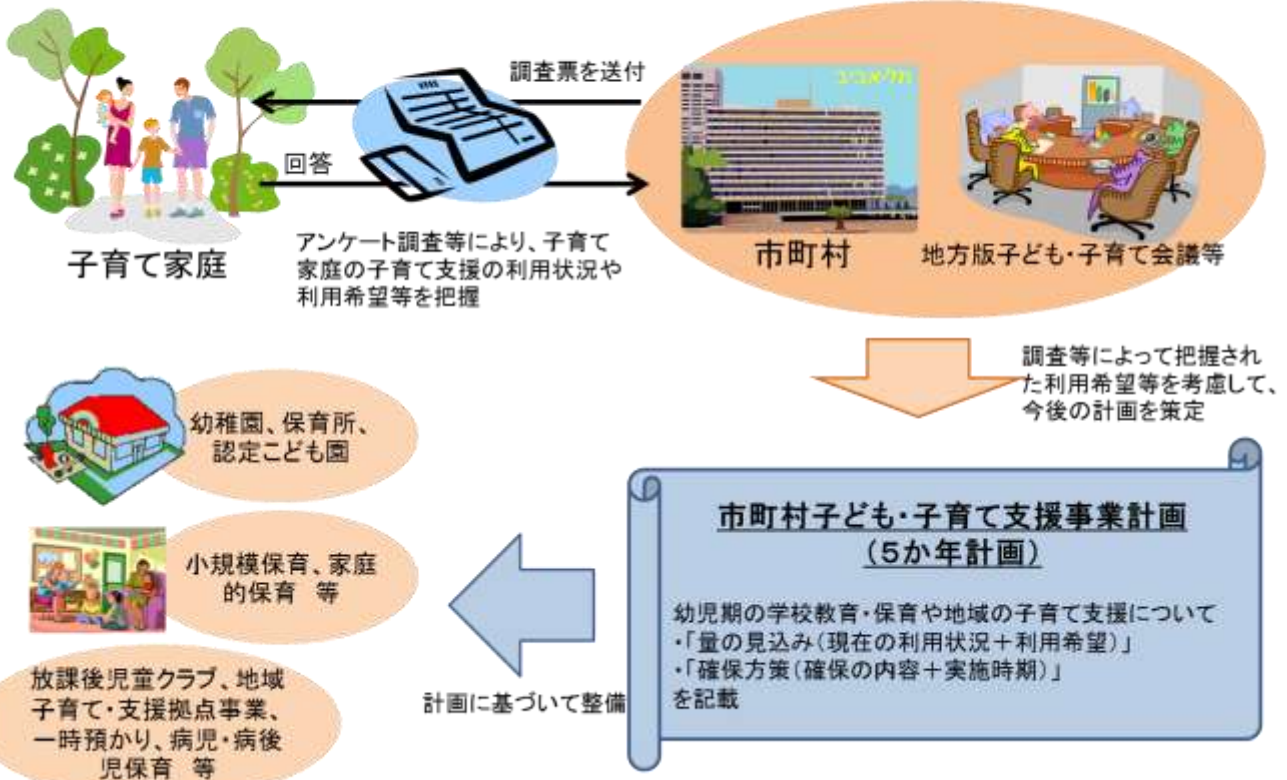 調査票を送付
תל-אביב
回答
子育て家庭
アンケート調査等により、子育て
家庭の子育て支援の利用状況や
利用希望等を把握
市町村
地方版子ども・子育て会議等
調査等によって把握され
た利用希望等を考慮して、
今後の計画を策定
幼稚園、保育所、
認定こども園
小規模保育、家庭
的保育 等
放課後児童クラブ、地域
子育て・支援拠点事業、
一時預かり、病児・病後
児保育 等
計画に基づいて整備
市町村子ども・子育て支援事業計画
(5か年計画)
幼児期の学校教育・保育や地域の子育て支援について
・「量の見込み(現在の利用状況+利用希望)」
・「確保方策(確保の内容+実施時期)」
を記載